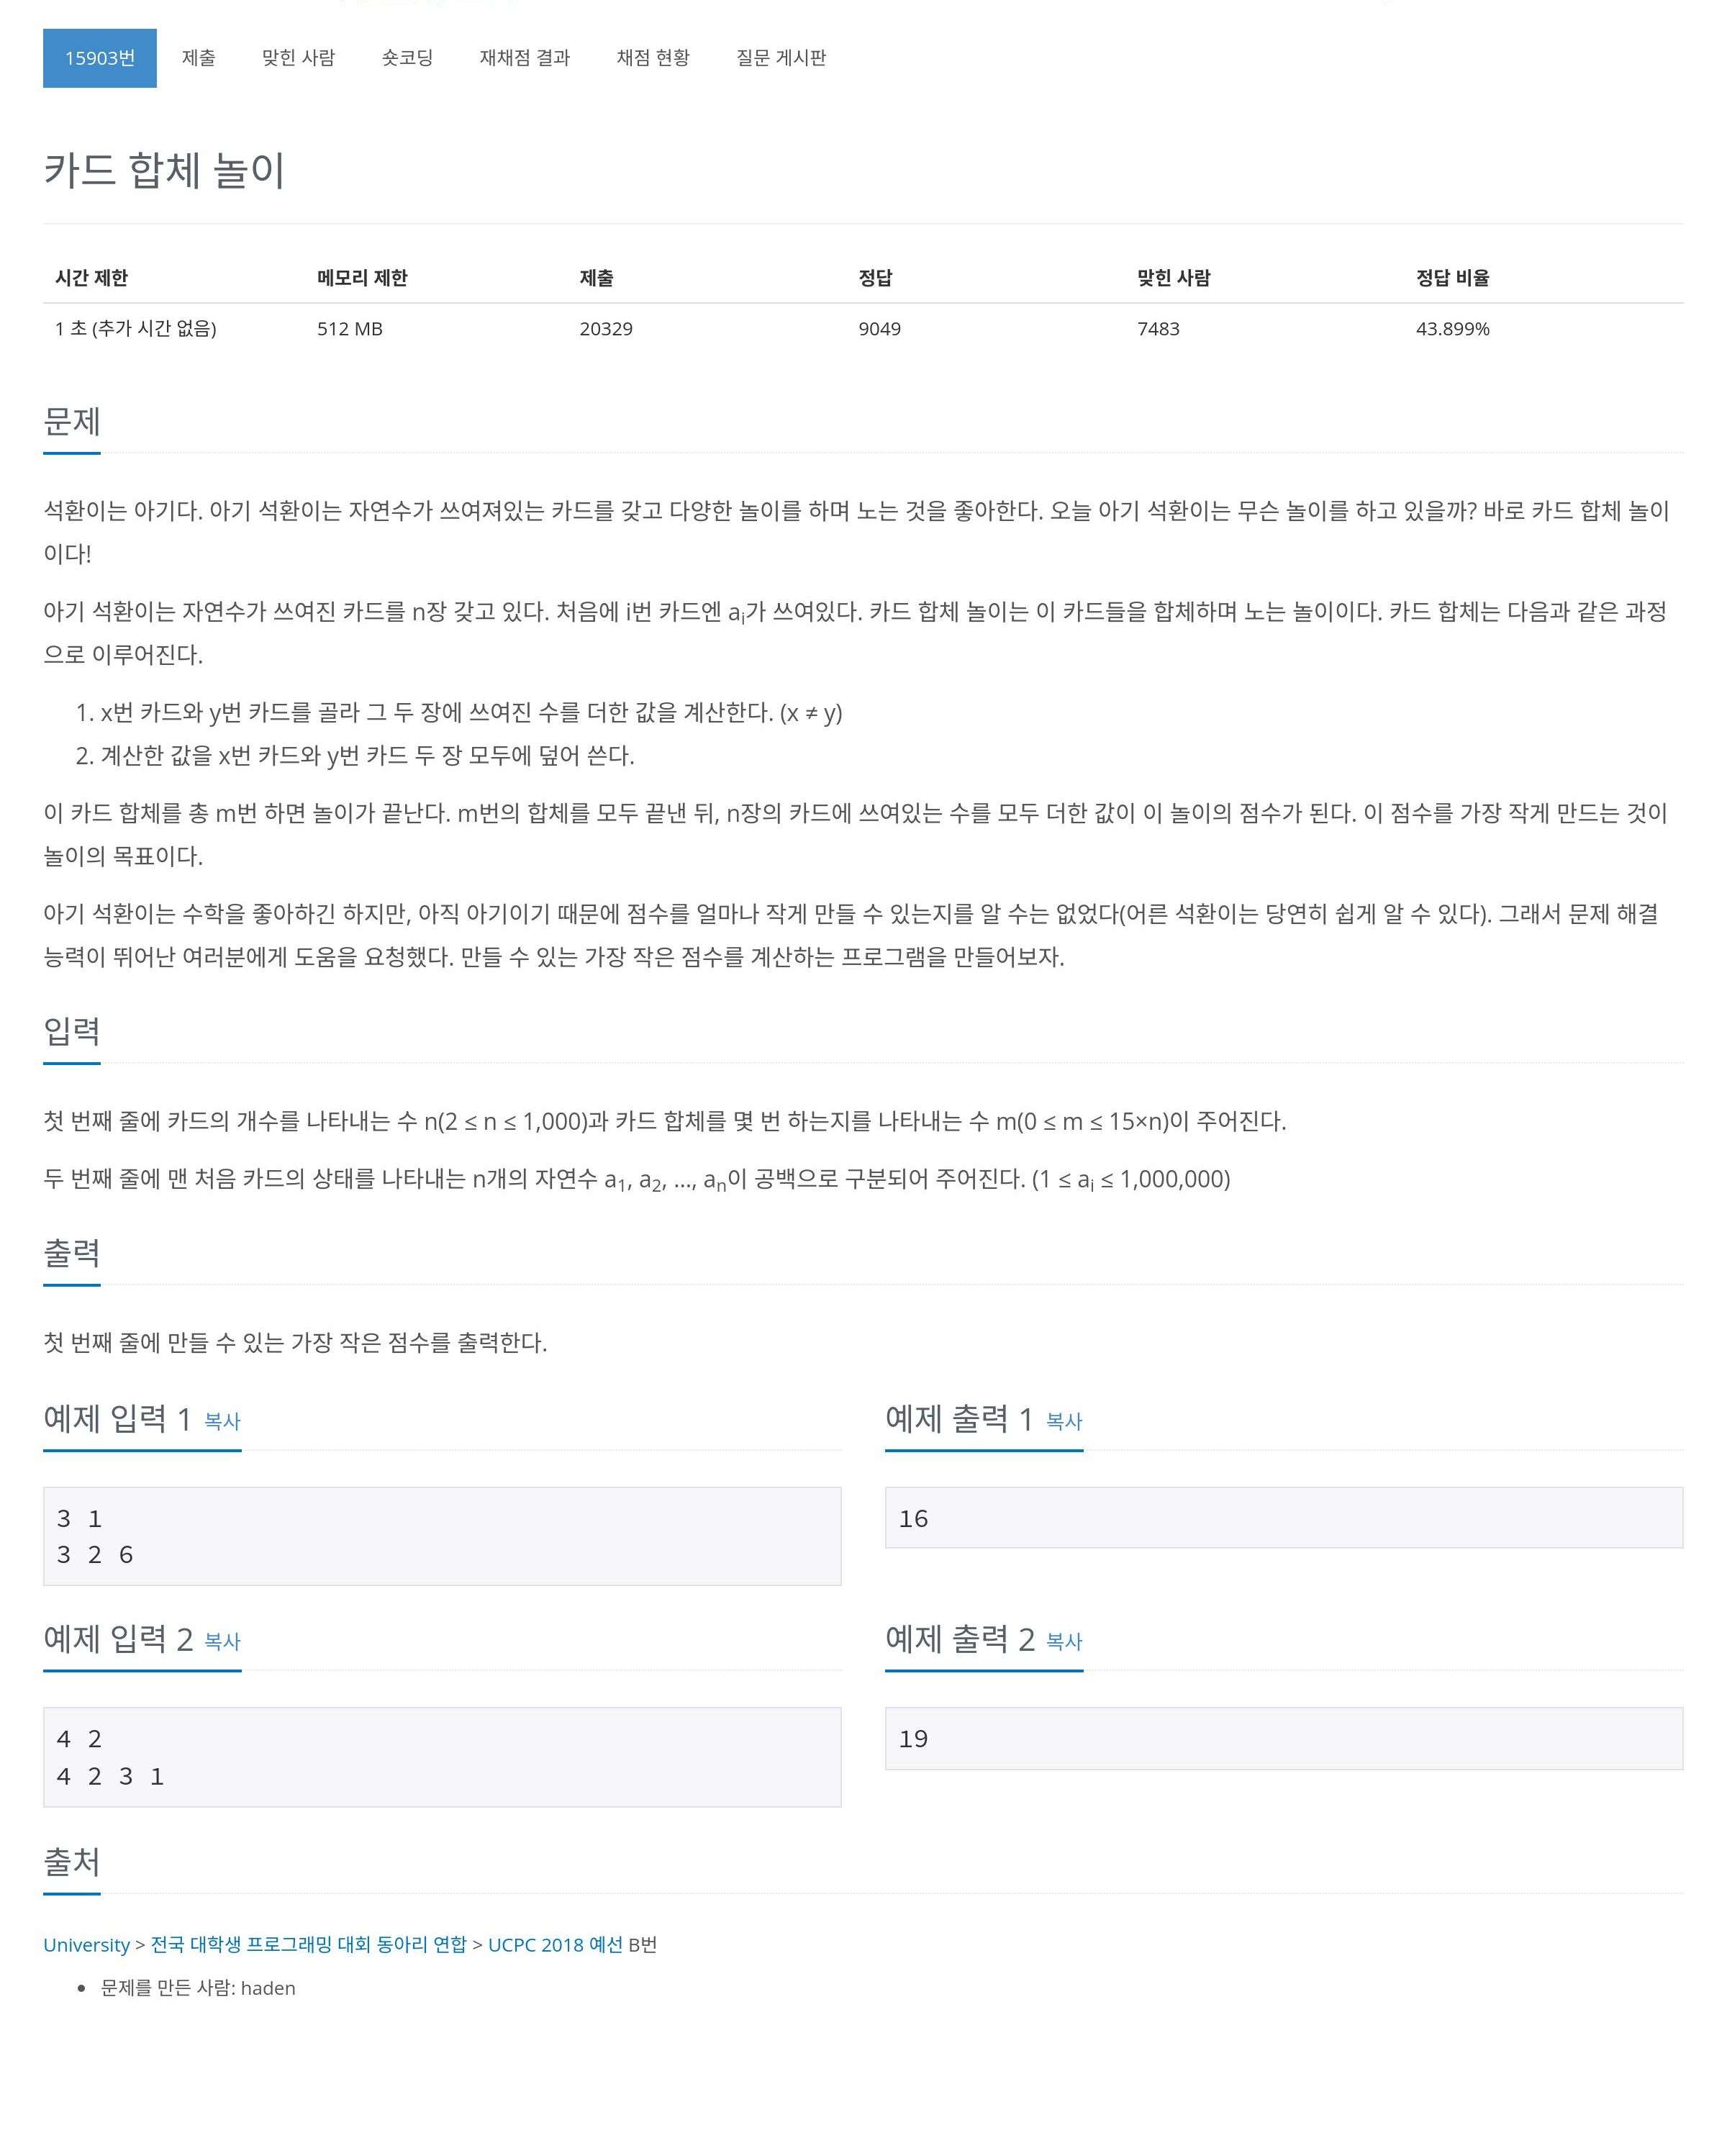 15903번 제출 맞힌 사람 숏코딩 재채점 결과 채점 현황 질문 게시판
카드 합체 놀이
시간 제한 메모리 제한 제출 정답 맞힌 사람 정답 비율
1 초 (추가 시간 없음) 512 MB 20329 9049 7483 43.899%
문제
석환이는 아기다. 아기 석환이는 자연수가 쓰여져있는 카드를 갖고 다양한 놀이를 하며 노는 것을 좋아한다. 오늘 아기 석환이는 무슨 놀이를 하고 있을까? 바로 카드 합체 놀이
이다!
아기 석환이는 자연수가 쓰여진 카드를 n장 갖고 있다. 처음에 i번 카드엔 aᵢ가 쓰여있다. 카드 합체 놀이는 이 카드들을 합체하며 노는 놀이이다. 카드 합체는 다음과 같은 과정
으로 이루어진다.
1. x번 카드와 y번 카드를 골라 그 두 장에 쓰여진 수를 더한 값을 계산한다. (x ≠ y)
2. 계산한 값을 x번 카드와 y번 카드 두 장 모두에 덮어 쓴다.
이 카드 합체를 총 m번 하면 놀이가 끝난다. m번의 합체를 모두 끝낸 뒤, n장의 카드에 쓰여있는 수를 모두 더한 값이 이 놀이의 점수가 된다. 이 점수를 가장 작게 만드는 것이
놀이의 목표이다.
아기 석환이는 수학을 좋아하긴 하지만, 아직 아기이기 때문에 점수를 얼마나 작게 만들 수 있는지를 알 수는 없었다(어른 석환이는 당연히 쉽게 알 수 있다). 그래서 문제 해결
능력이 뛰어난 여러분에게 도움을 요청했다. 만들 수 있는 가장 작은 점수를 계산하는 프로그램을 만들어보자.
입력
첫 번째 줄에 카드의 개수를 나타내는 수 n(2 ≤ n ≤ 1,000)과 카드 합체를 몇 번 하는지를 나타내는 수 m(0 ≤ m ≤ 15×n)이 주어진다.
두 번째 줄에 맨 처음 카드의 상태를 나타내는 n개의 자연수 a₁, a₂, …, aₙ이 공백으로 구분되어 주어진다. (1 ≤ aᵢ ≤ 1,000,000)
출력
첫 번째 줄에 만들 수 있는 가장 작은 점수를 출력한다.
예제 입력 1 복사
3 1
3 2 6
예제 출력 1 복사
16
예제 입력 2 복사
4 2
4 2 3 1
예제 출력 2 복사
19
출처
University > 전국 대학생 프로그래밍 대회 동아리 연합 > UCPC 2018 예선 B번
• 문제를 만든 사람: haden